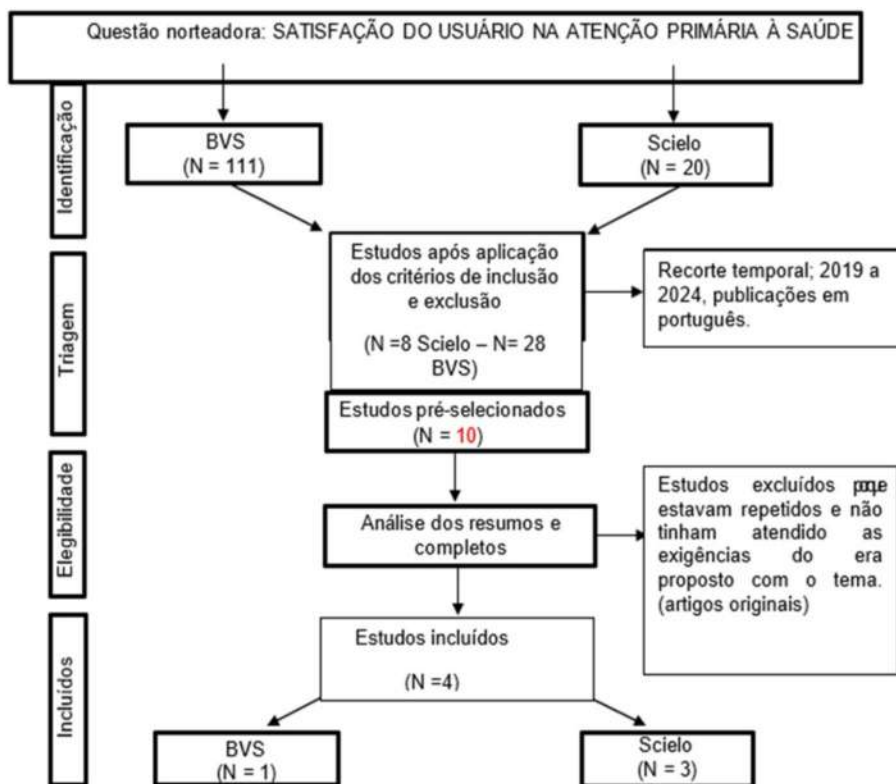 Questão norteadora: SATISFAÇÃO DO USUÁRIO NA ATENÇÃO PRIMÁRIA À SAÚDE
Identificação
BVS
(N = 111)
Scielo
(N = 20)
Triagem
Estudos após aplicação
dos critérios de inclusão
e exclusão
(N =8 Scielo – N= 28
BVS)
Recorte temporal; 2019 a
2024, publicações em
português.
Estudos pré-selecionados
(N = 10)
Elegibilidade
Análise dos resumos e
completos
Estudos excluídos
estavam repetidos e não
tinham atendido as
exigências do era
proposto com o tema.
(artigos originais)
Incluídos
Estudos incluídos
(N =4)
BVS
(N = 1)
Scielo
(N = 3)